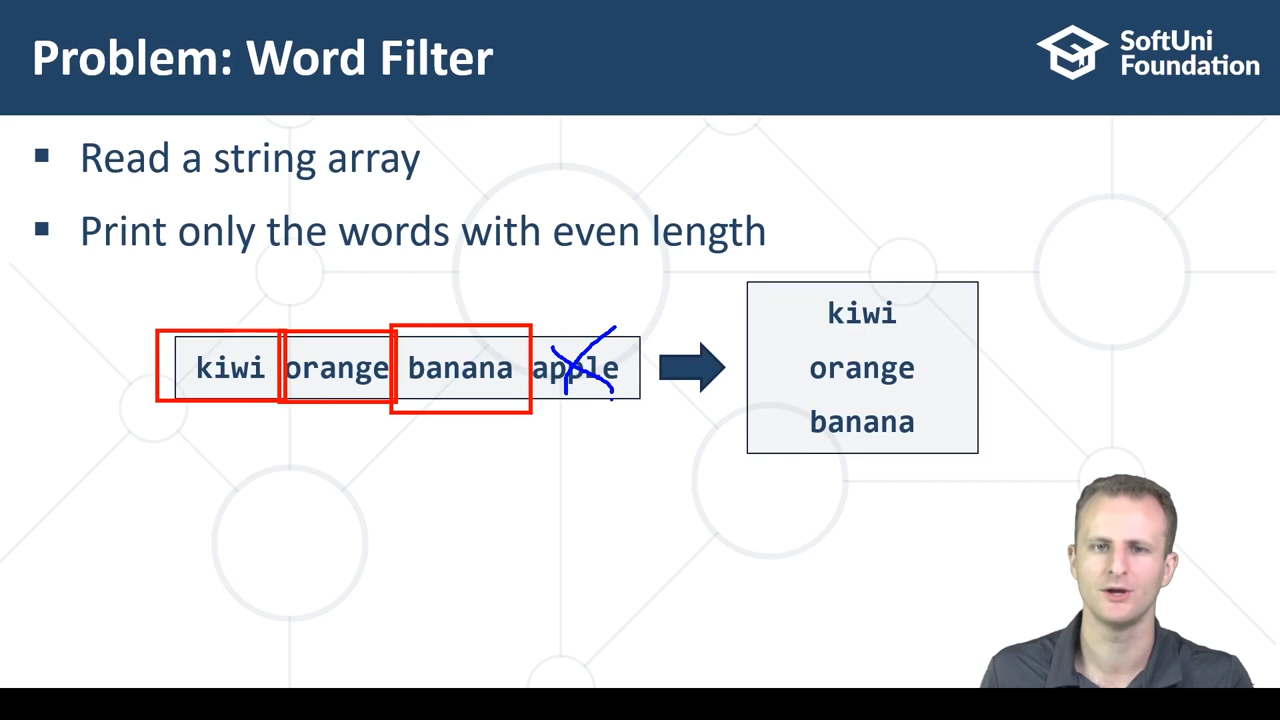 Problem: Word Filter
SoftUni
Foundation
▪ Read a string array
▪ Print only the words with even length
kiwi orange banana apple
kiwi
orange
banana